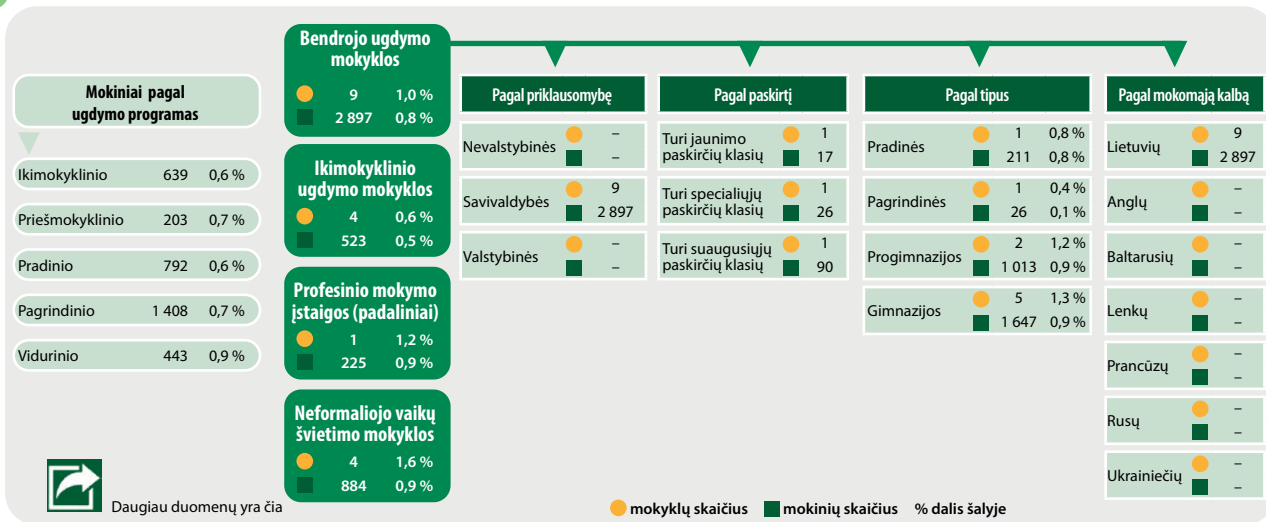 Mokiniai pagal
ugdymo programas
Ikimokyklinio 639 0,6 %
Priešmokyklinio 203 0,7 %
Pradinio 792 0,6 %
Pagrindinio 1 408 0,7 %
Vidurinio 443 0,9 %
Daugiau duomenų yra čia
Bendrojo ugdymo
mokyklos
9 1,0 %
2 897 0,8 %
Ikimokyklinio
ugdymo mokyklos
4 0,6 %
523 0,5 %
Profesinio mokymo
įstaigos (padaliniai)
1 1,2 %
225 0,9 %
Neformaliojo vaikų
švietimo mokyklos
4 1,6 %
884 0,9 %
Pagal priklausomybę
Nevalstybinės –
–
Savivaldybės 9
2 897
Valstybinės –
–
Pagal paskirtį
Turi jaunimo
paskirčių klasių
1
17
Turi specialiųjų
paskirčių klasių
1
26
Turi suaugusiųjų
paskirčių klasių
1
90
Pagal tipus
Pradinės 1 0,8 %
211 0,8 %
Pagrindinės 1 0,4 %
26 0,1 %
Progimnazijos 2 1,2 %
1 013 0,9 %
Gimnazijos 5 1,3 %
1 647 0,9 %
Pagal mokomąją kalbą
Lietuvių 9
2 897
Anglų –
–
Baltarusių –
–
Lenkų –
–
Prancūzų –
–
Rusų –
–
Ukrainiečių –
–
mokyklų skaičius mokinių skaičius % dalis šalyje